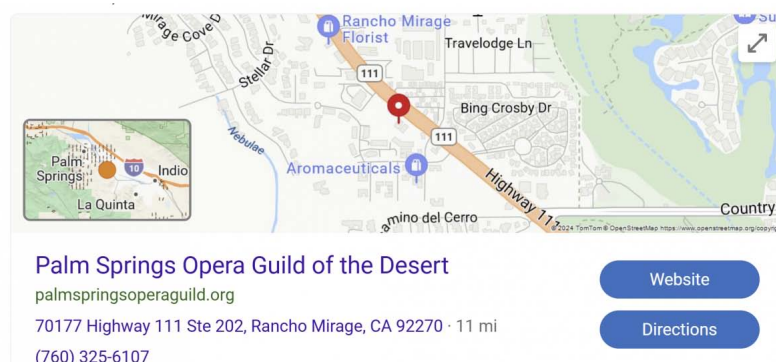 Mirage Cove D
Rancho Mirage
Florist
Travelodge Ln
Stellar Dr
111
Bing Crosby Dr
111
Nebulae
Aromaceuticals
Palm
Springs
10
Indio
La Quinta
Highway 111
amino del Cerro
Country
©2024 TomTom © OpenStreetMap https://www.openstreetmap.org/copyrig
Palm Springs Opera Guild of the Desert
palmspringsoperaguild.org
70177 Highway 111 Ste 202, Rancho Mirage, CA 92270 · 11 mi
(760) 325-6107
Website
Directions